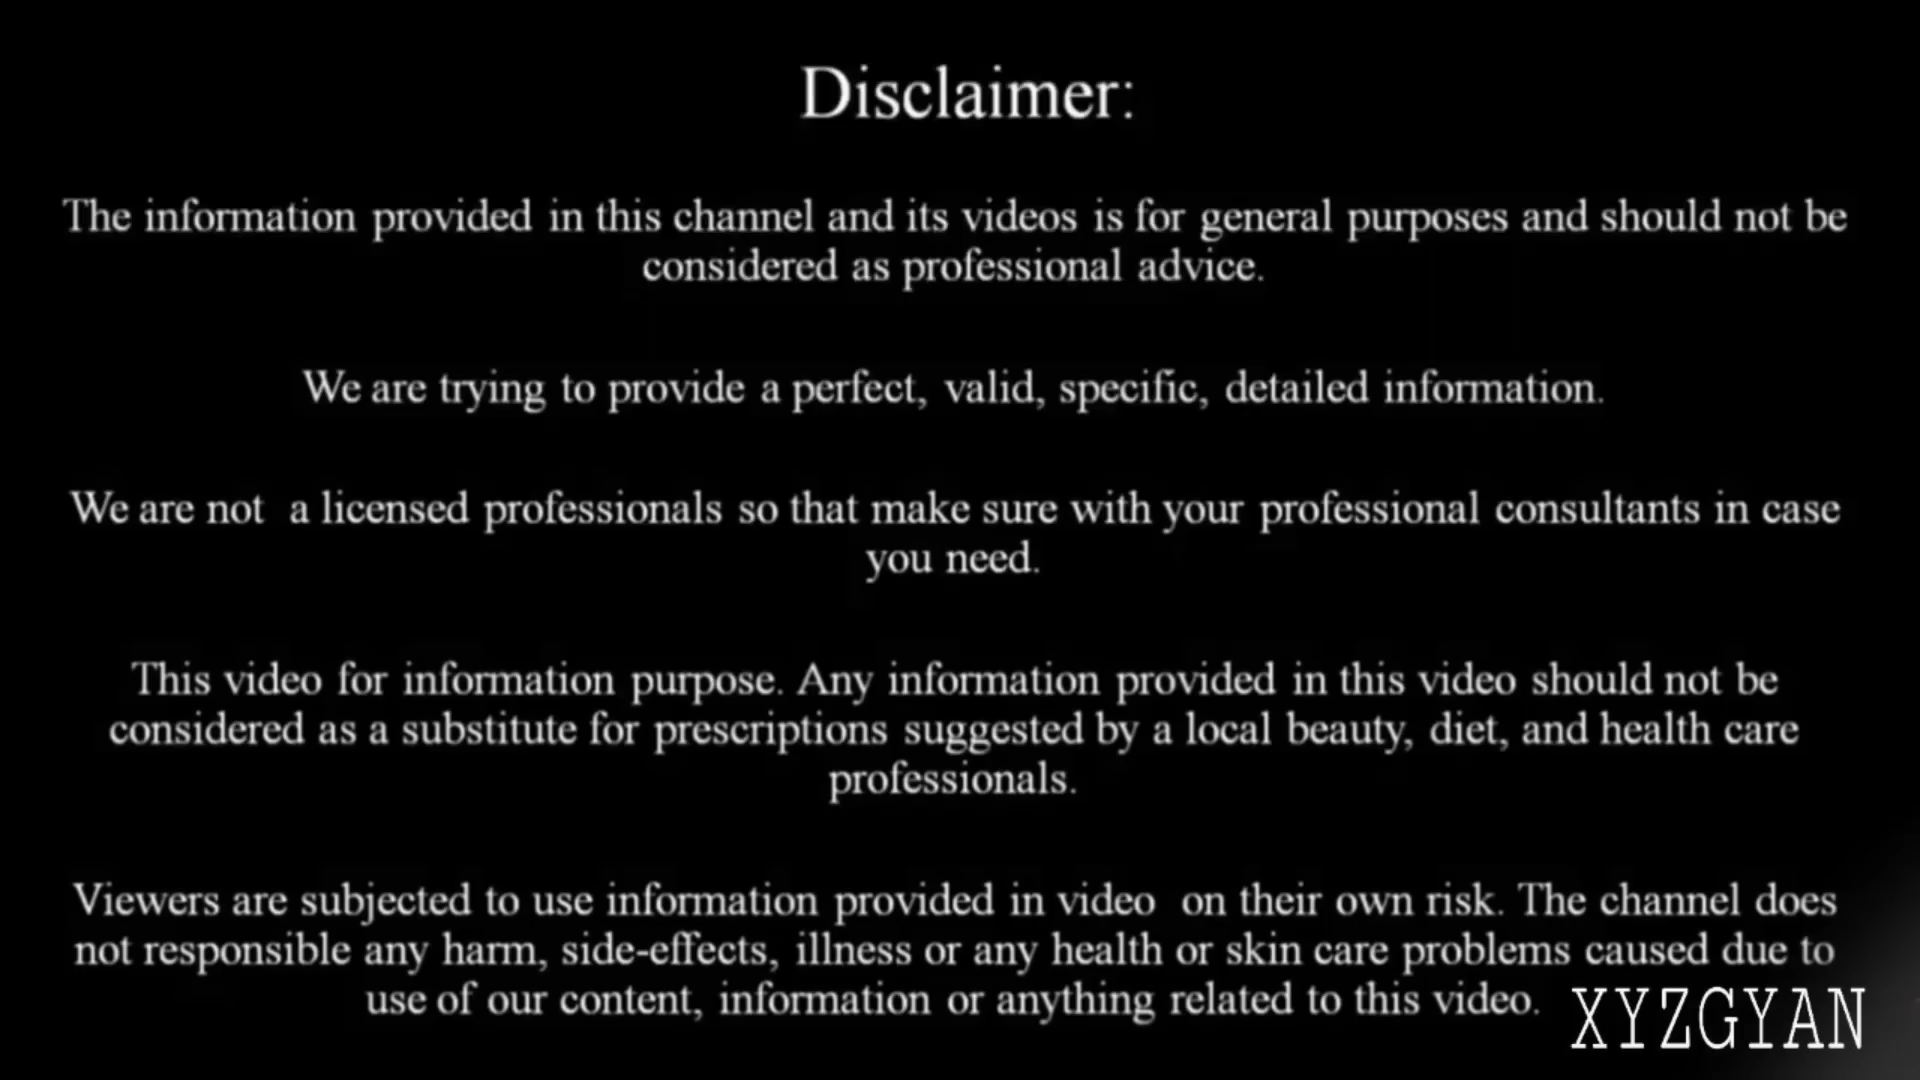 Disclaimer:
The information provided in this channel and its videos is for general purposes and should not be
considered as professional advice.
We are trying to provide a perfect, valid, specific, detailed information.
We are not  a licensed professionals so that make sure with your professional consultants in case
you need.
This video for information purpose. Any information provided in this video should not be
considered as a substitute for prescriptions suggested by a local beauty, diet, and health care
professionals.
Viewers are subjected to use information provided in video  on their own risk. The channel does
not responsible any harm, side-effects, illness or any health or skin care problems caused due to
use of our content, information or anything related to this video.
XYZGYAN